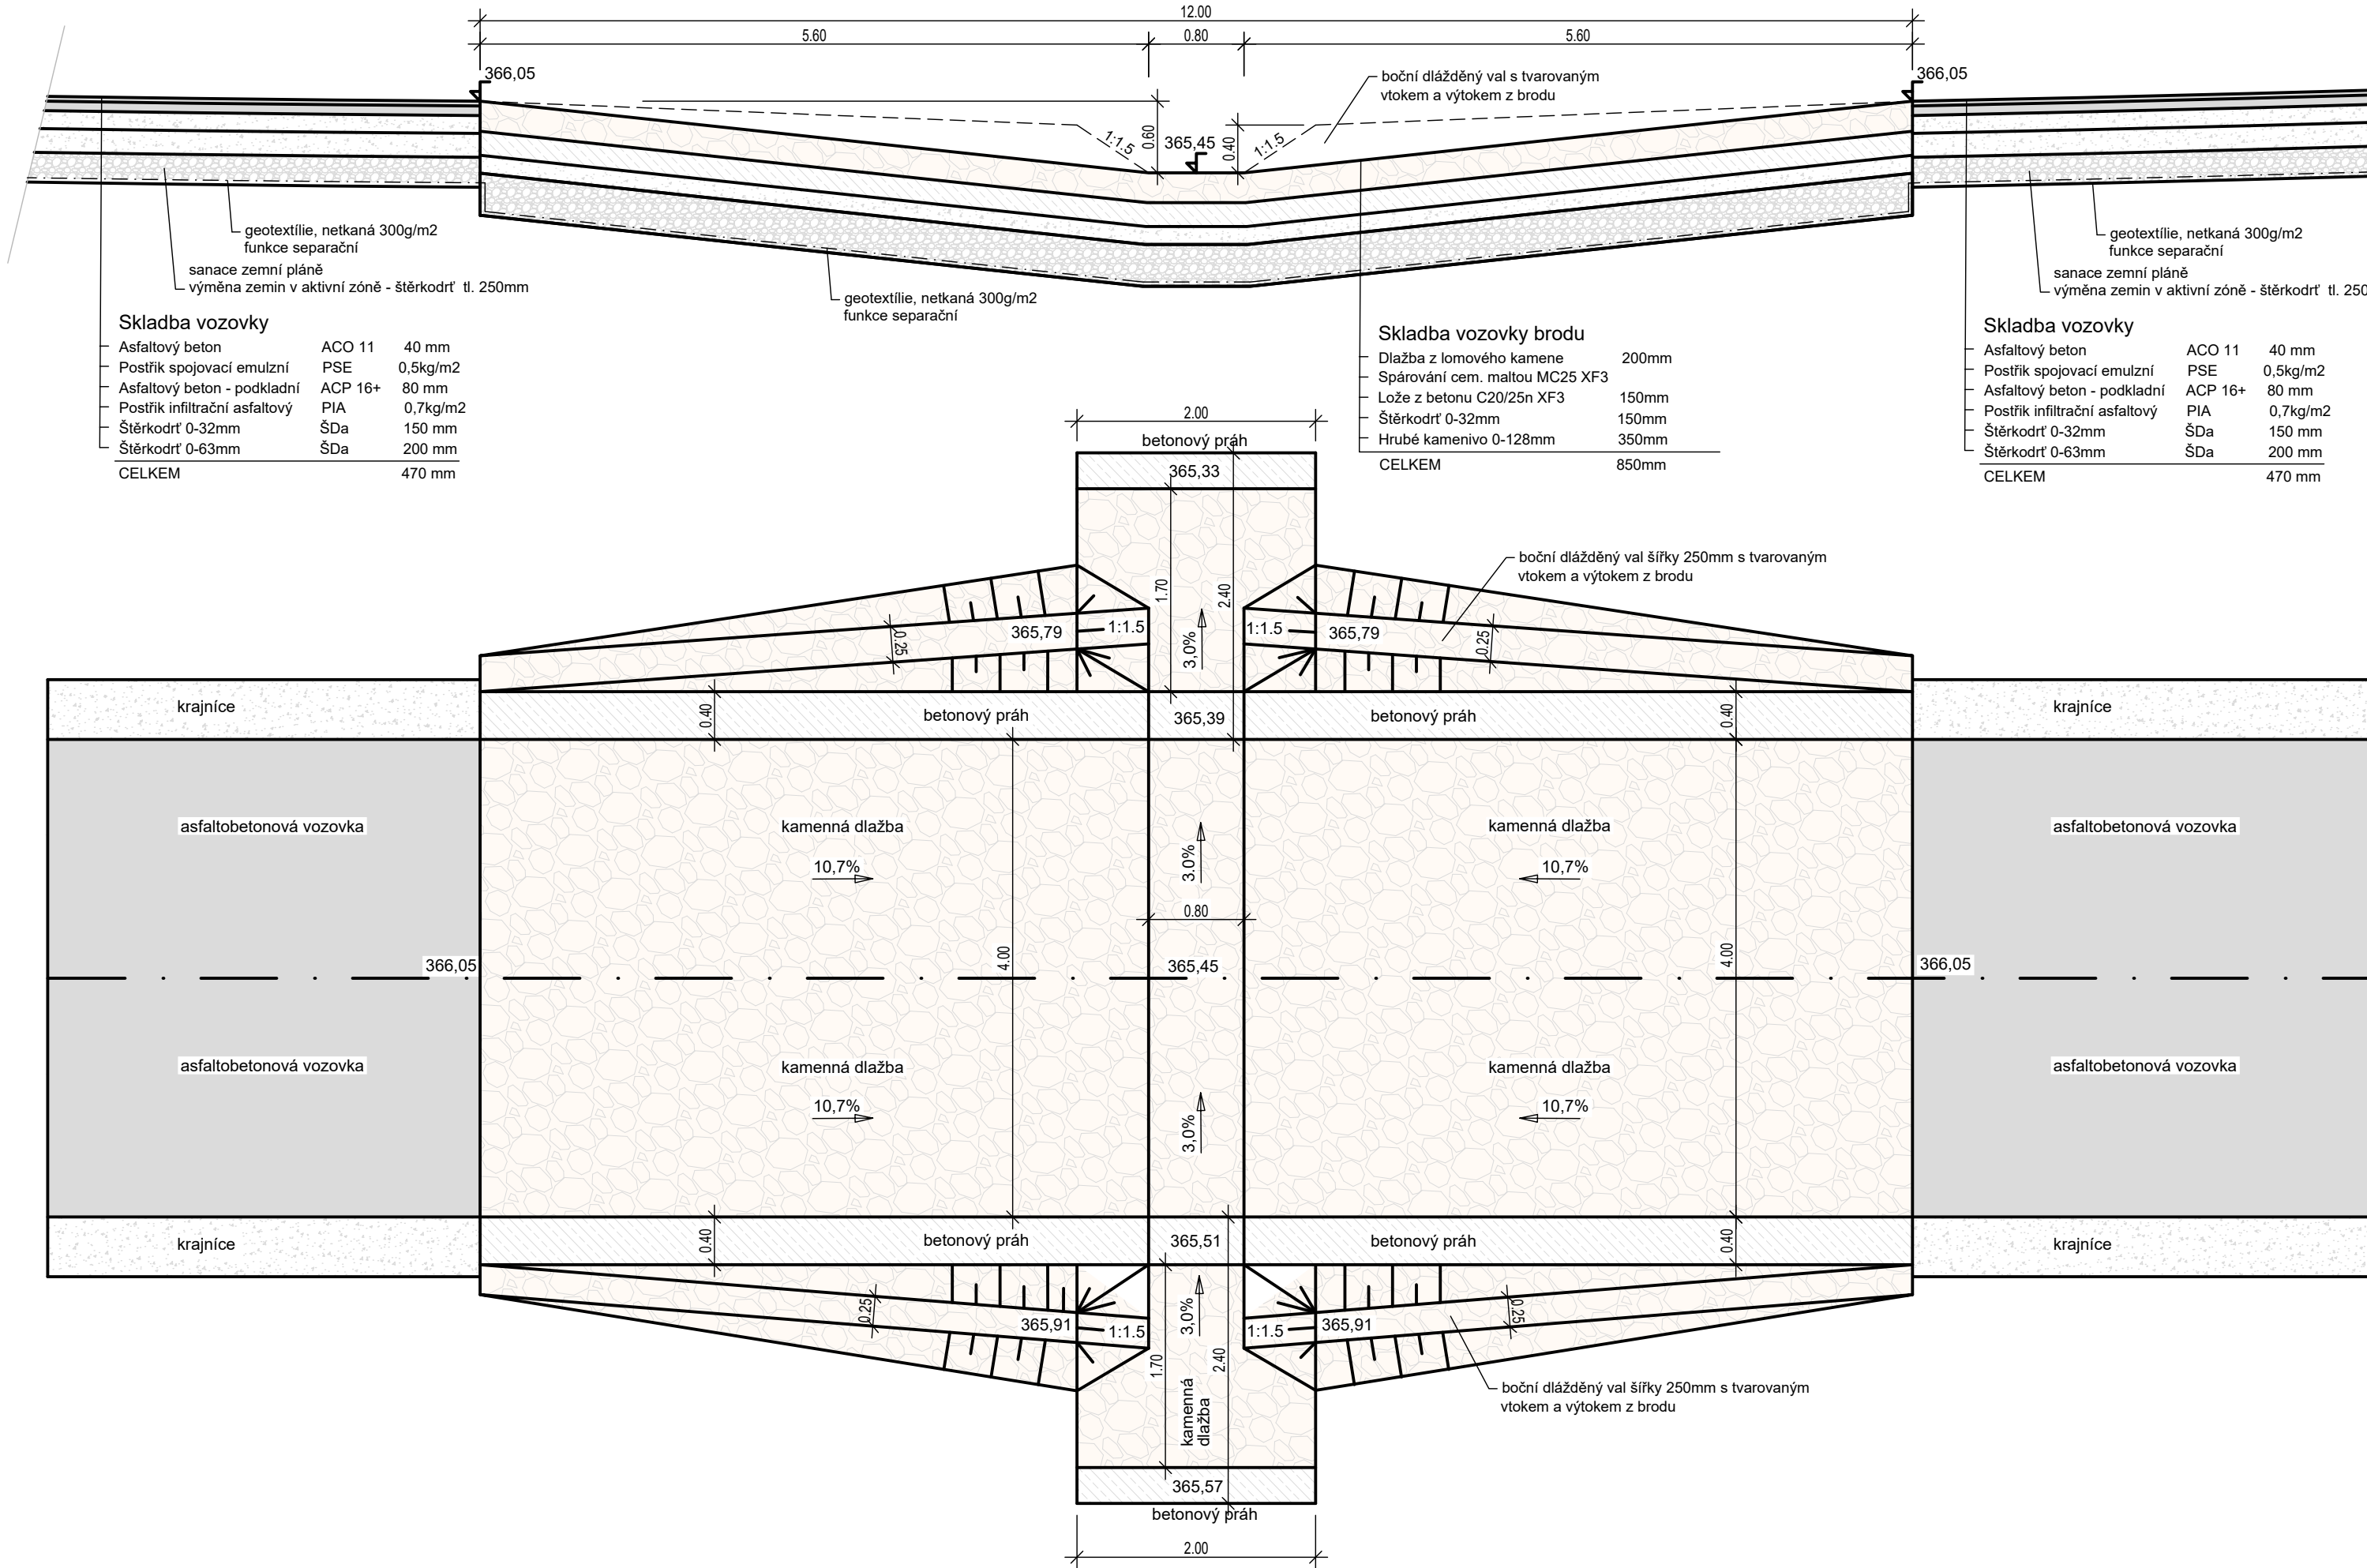 12.00
5.60 0.80 5.60
366,05
366,05
boční dlážděný val s tvarovaným
vtokem a výtokem z brodu
1:1.5
0.60
365,45
0.40
1:1.5
geotextílie, netkaná 300g/m2
funkce separační
sanace zemní pláně
výměna zemin v aktivní zóně - štěrkodrť tl. 250mm
geotextílie, netkaná 300g/m2
funkce separační
geotextílie, netkaná 300g/m2
funkce separační
sanace zemní pláně
výměna zemin v aktivní zóně - štěrkodrť tl. 250
Skladba vozovky
Asfaltový beton ACO 11 40 mm
Postřik spojovací emulzní PSE 0,5kg/m2
Asfaltový beton - podkladní ACP 16+ 80 mm
Postřik infiltrační asfaltový PIA 0,7kg/m2
Štěrkodrť 0-32mm ŠDa 150 mm
Štěrkodrť 0-63mm ŠDa 200 mm
CELKEM 470 mm
Skladba vozovky brodu
Dlažba z lomového kamene 200mm
Spárování cem. maltou MC25 XF3
Lože z betonu C20/25n XF3 150mm
Štěrkodrť 0-32mm 150mm
Hrubé kamenivo 0-128mm 350mm
CELKEM 850mm
Skladba vozovky
Asfaltový beton ACO 11 40 mm
Postřik spojovací emulzní PSE 0,5kg/m2
Asfaltový beton - podkladní ACP 16+ 80 mm
Postřik infiltrační asfaltový PIA 0,7kg/m2
Štěrkodrť 0-32mm ŠDa 150 mm
Štěrkodrť 0-63mm ŠDa 200 mm
CELKEM 470 mm
2.00
betonový práh
365,33
boční dlážděný val šířky 250mm s tvarovaným
vtokem a výtokem z brodu
1.70
2.40
0.25
365,79
1:1.5
3,0%
1:1.5
365,79
0.25
krajníce
0.40
betonový práh
365,39
betonový práh
0.40
krajníce
asfaltobetonová vozovka
kamenná dlažba
kamenná dlažba
asfaltobetonová vozovka
10,7%
3.0%
10,7%
0.80
366,05
4.00
365,45
4.00
366,05
asfaltobetonová vozovka
kamenná dlažba
kamenná dlažba
asfaltobetonová vozovka
10,7%
3,0%
10,7%
krajníce
0.40
betonový práh
365,51
betonový práh
0.40
krajníce
0.25
365,91
1:1.5
3,0%
1:1.5
365,91
0.25
1.70
2.40
kamenná
dlažba
boční dlážděný val šířky 250mm s tvarovaným
vtokem a výtokem z brodu
365,57
betonový práh
2.00